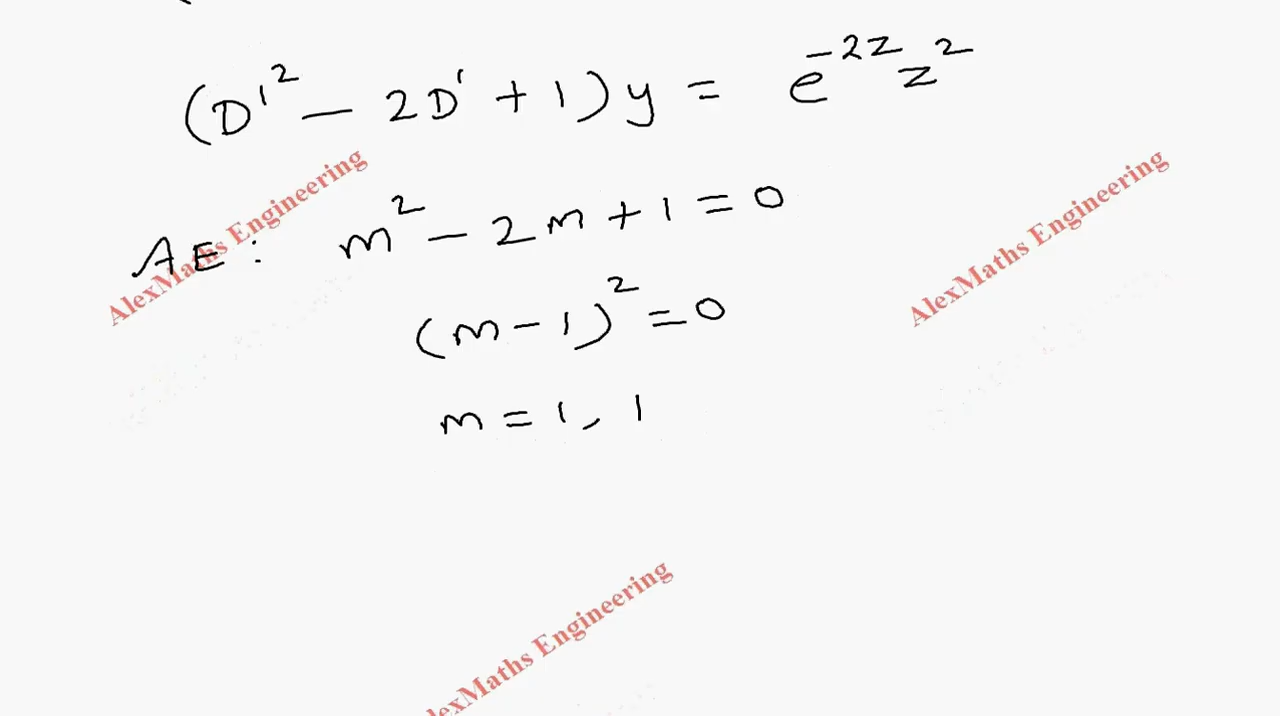 (D'² - 2D' + 1)y = e^{-2z} z²
AE: m² - 2m + 1 = 0
(m - 1)² = 0
m = 1, 1
AlexMaths Engineering
AlexMaths Engineering
AlexMaths Engineering